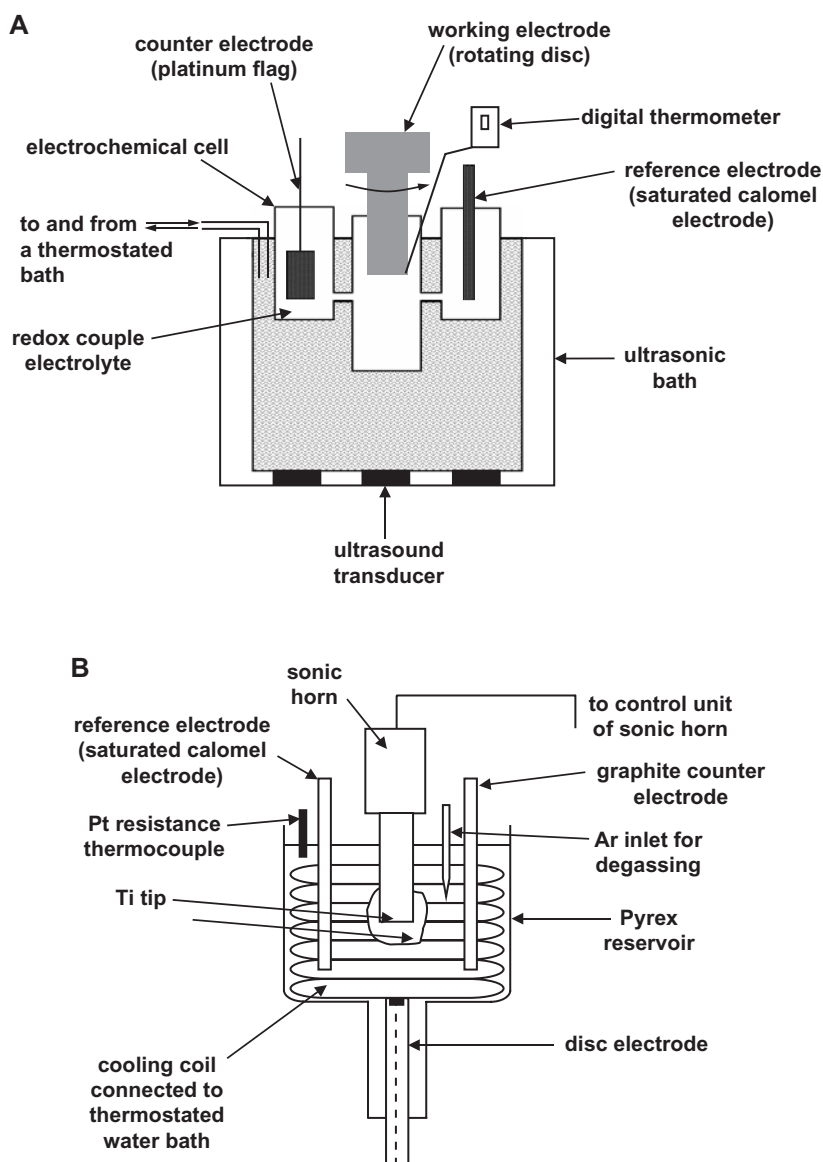 A
counter electrode
(platinum flag)
working electrode
(rotating disc)
digital thermometer
electrochemical cell
reference electrode
(saturated calomel
electrode)
to and from
a thermostated
bath
redox couple
electrolyte
ultrasonic
bath
ultrasound
transducer
B
sonic
horn
to control unit
of sonic horn
reference electrode
(saturated calomel
electrode)
graphite counter
electrode
Pt resistance
thermocouple
Ar inlet for
degassing
Ti tip
Pyrex
reservoir
disc electrode
cooling coil
connected to
thermostated
water bath